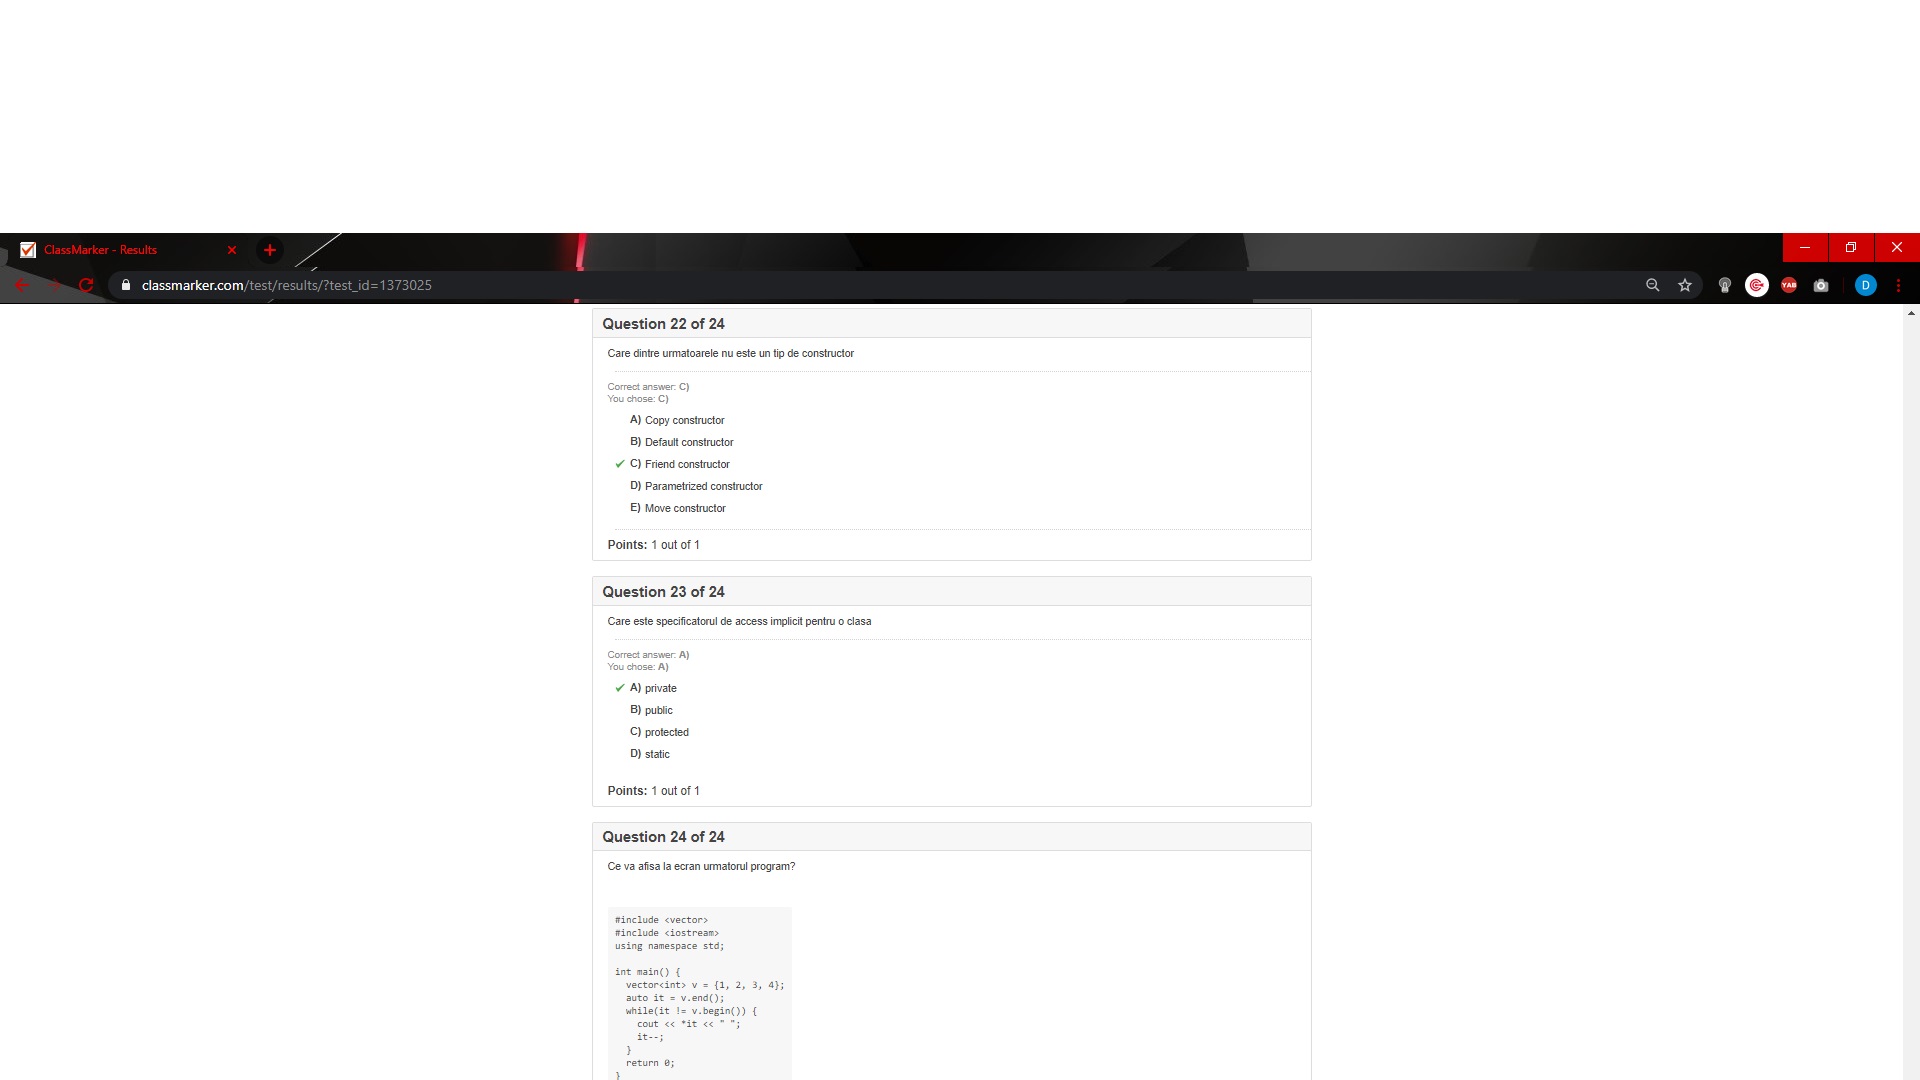 ClassMarker - Results
classmarker.com/test/results/?test_id=1373025
YAB
D
Question 22 of 24
Care dintre urmatoarele nu este un tip de constructor
Correct answer: C)
You chose: C)
A) Copy constructor
B) Default constructor
C) Friend constructor
D) Parametrized constructor
E) Move constructor
Points: 1 out of 1
Question 23 of 24
Care este specificatorul de access implicit pentru o clasa
Correct answer: A)
You chose: A)
A) private
B) public
C) protected
D) static
Points: 1 out of 1
Question 24 of 24
Ce va afisa la ecran urmatorul program?
#include <vector>
#include <iostream>
using namespace std;
int main() {
vector<int> v = {1, 2, 3, 4};
auto it = v.end();
while(it != v.begin()) {
cout << *it << " ";
it--;
}
return 0;
}